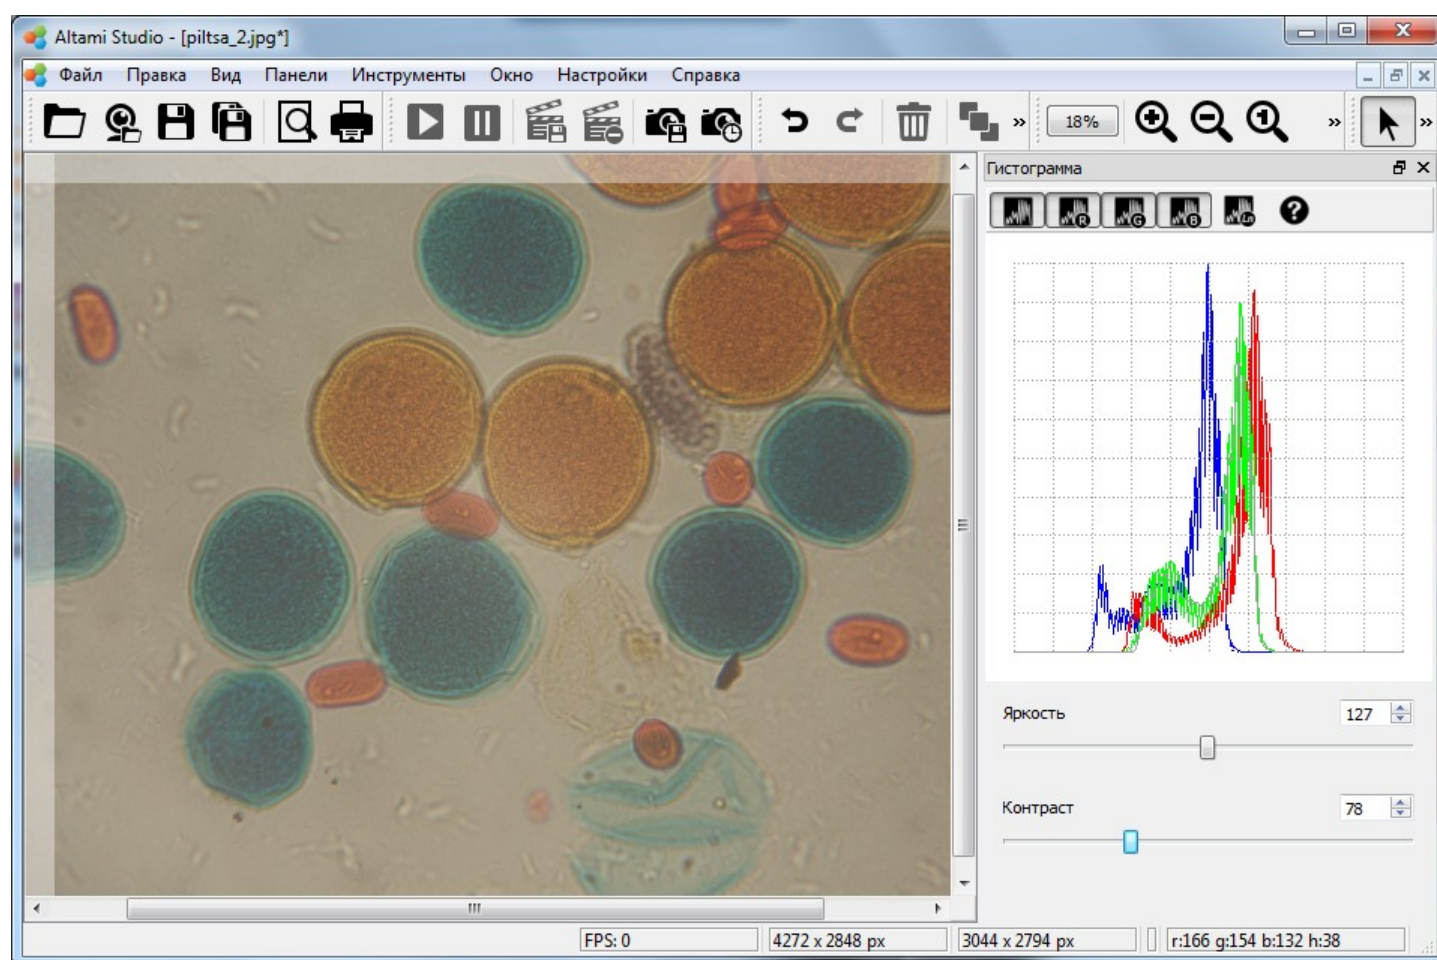 Altami Studio - [piltsa_2.jpg*]
Файл Правка Вид Панели Инструменты Окно Настройки Справка
18%
Гистограмма
Яркость 127
Контраст 78
FPS: 0 4272 x 2848 px 3044 x 2794 px r:166 g:154 b:132 h:38